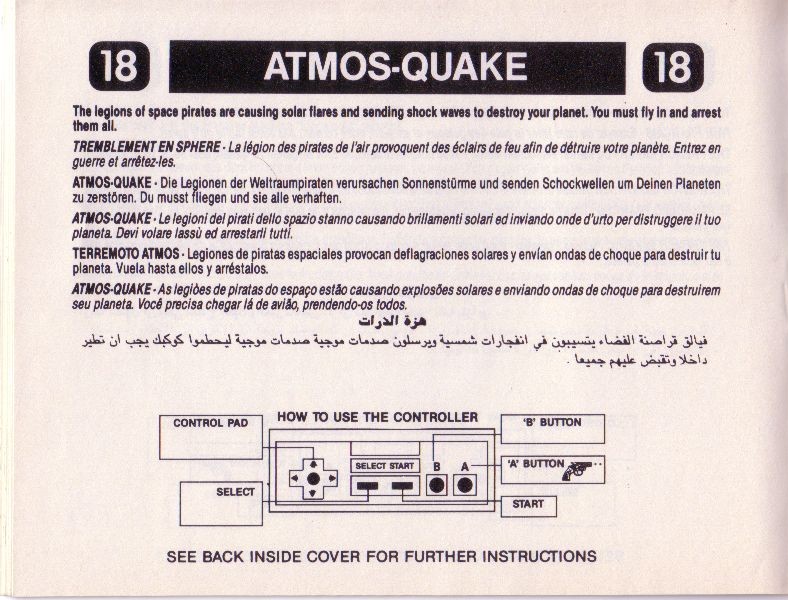 18 ATMOS-QUAKE 18
The legions of space pirates are causing solar flares and sending shock waves to destroy your planet. You must fly in and arrest
them all.
TREMBLEMENT EN SPHERE - La légion des pirates de l'air provoquent des éclairs de feu afin de détruire votre planète. Entrez en
guerre et arrêtez-les.
ATMOS-QUAKE - Die Legionen der Weltraumpiraten verursachen Sonnenstürme und senden Schockwellen um Deinen Planeten
zu zerstören. Du musst fliegen und sie alle verhaften.
ATMOS-QUAKE - Le legioni del pirati dello spazio stanno causando brillamenti solari ed inviando onde d'urto per distruggere il tuo
planeta. Devi volare lassù ed arrestarli tutti.
TERREMOTO ATMOS - Legiones de piratas espaciales provocan deflagraciones solares y envían ondas de choque para destruir tu
planeta. Vuela hasta ellos y arréstalos.
ATMOS-QUAKE - As legiões de piratas do espaço estão causando explosões solares e enviando ondas de choque para destruirem
seu planeta. Você precisa chegar lá de avião, prendendo-os todos.
هزة الذرات
فيالق قراصنة الفضاء يتسببون في انفجارات شمسية ويرسلون صدمات موجية صدمات موجية ليحطموا كوكبك يجب ان تطير
داخلا وتقبض عليهم جميعا .
HOW TO USE THE CONTROLLER
CONTROL PAD
'B' BUTTON
SELECT START B A
'A' BUTTON
SELECT
START
SEE BACK INSIDE COVER FOR FURTHER INSTRUCTIONS